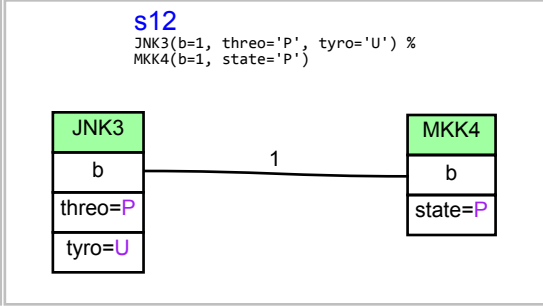 s12
JNK3(b=1, threo='P', tyro='U') %
MKK4(b=1, state='P')
JNK3
b
threo=P
tyro=U
1
MKK4
b
state=P